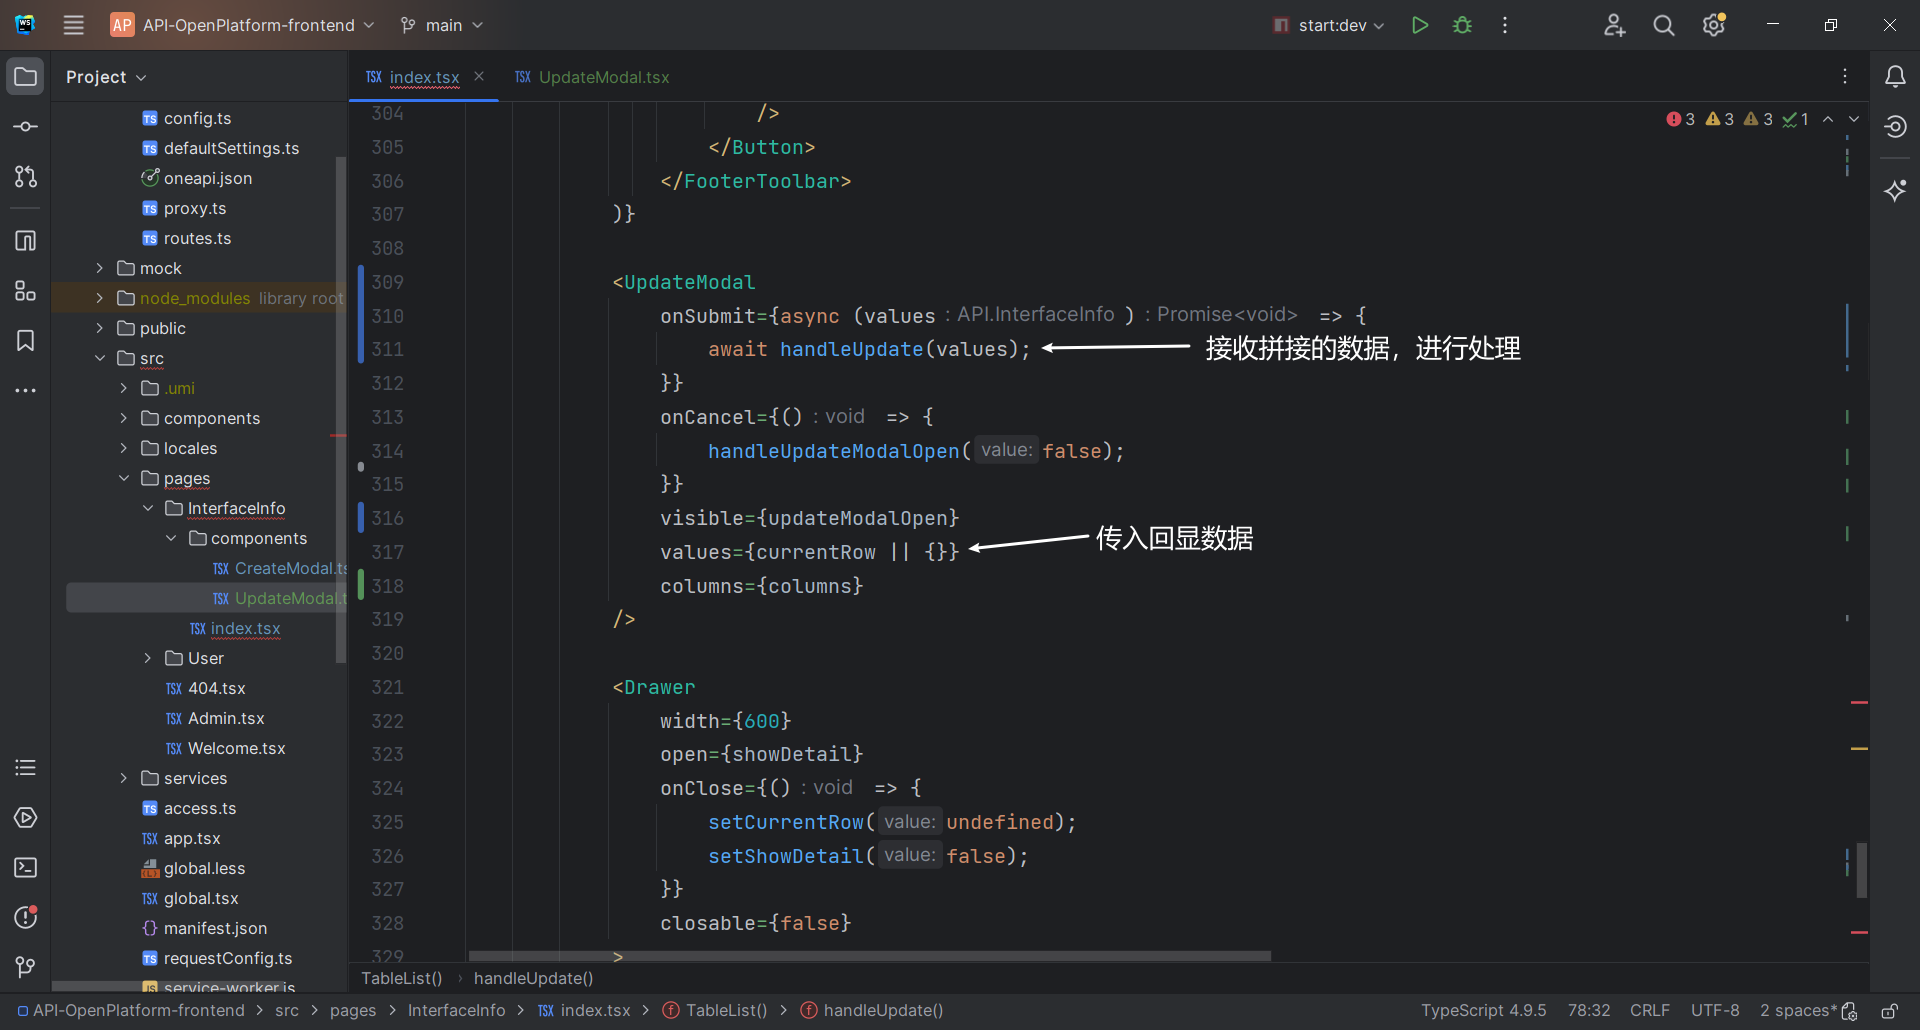 WS
AP API-OpenPlatform-frontend main start:dev
Project
index.tsx UpdateModal.tsx
config.ts
defaultSettings.ts
oneapi.json
proxy.ts
routes.ts
mock
node_modules library root
public
src
.umi
components
locales
pages
InterfaceInfo
components
CreateModal.ts
UpdateModal.t
index.tsx
User
404.tsx
Admin.tsx
Welcome.tsx
services
access.ts
app.tsx
global.less
global.tsx
manifest.json
requestConfig.ts
service-worker.js
3 3 3 1
304 />
305 </Button>
306 </FooterToolbar>
307 )}
308
309 <UpdateModal
310 onSubmit={async (values : API.InterfaceInfo ) : Promise<void> => {
311 await handleUpdate(values); 接收拼接的数据，进行处理
312 }}
313 onCancel={() : void => {
314 handleUpdateModalOpen( value: false);
315 }}
316 visible={updateModalOpen}
317 values={currentRow || {}} 传入回显数据
318 columns={columns}
319 />
320
321 <Drawer
322 width={600}
323 open={showDetail}
324 onClose={() : void => {
325 setCurrentRow( value: undefined);
326 setShowDetail( value: false);
327 }}
328 closable={false}
329 >
TableList() › handleUpdate()
API-OpenPlatform-frontend > src > pages > InterfaceInfo > TSX index.tsx > f TableList() > f handleUpdate() TypeScript 4.9.5 78:32 CRLF UTF-8 2 spaces*